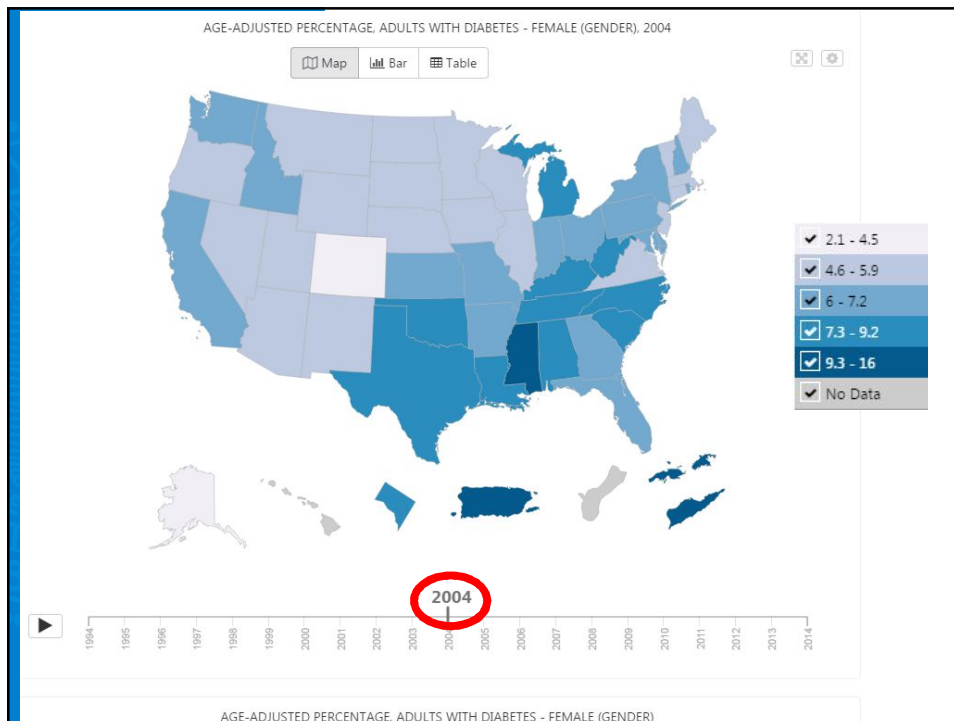 AGE-ADJUSTED PERCENTAGE, ADULTS WITH DIABETES - FEMALE (GENDER), 2004
Map Bar Table
2.1 - 4.5
4.6 - 5.9
6 - 7.2
7.3 - 9.2
9.3 - 16
No Data
2004
1994 1995 1996 1997 1998 1999 2000 2001 2002 2003 2004 2005 2006 2007 2008 2009 2010 2011 2012 2013 2014
AGE-ADJUSTED PERCENTAGE, ADULTS WITH DIABETES - FEMALE (GENDER)